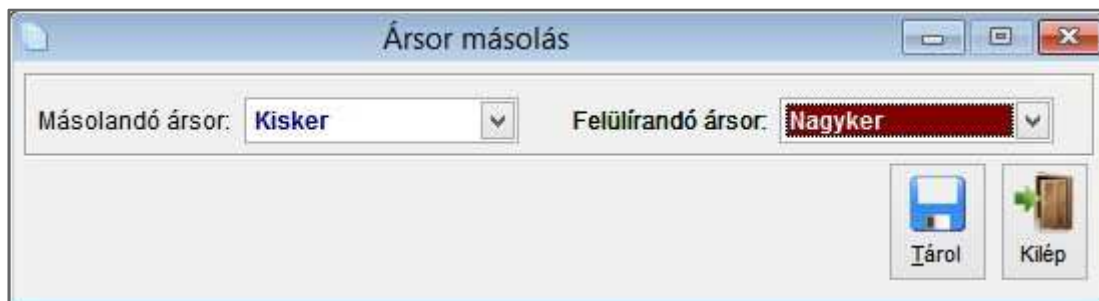 Ársor másolás
Másolandó ársor: Kisker Felülírandó ársor: Nagyker
Tárol Kilép